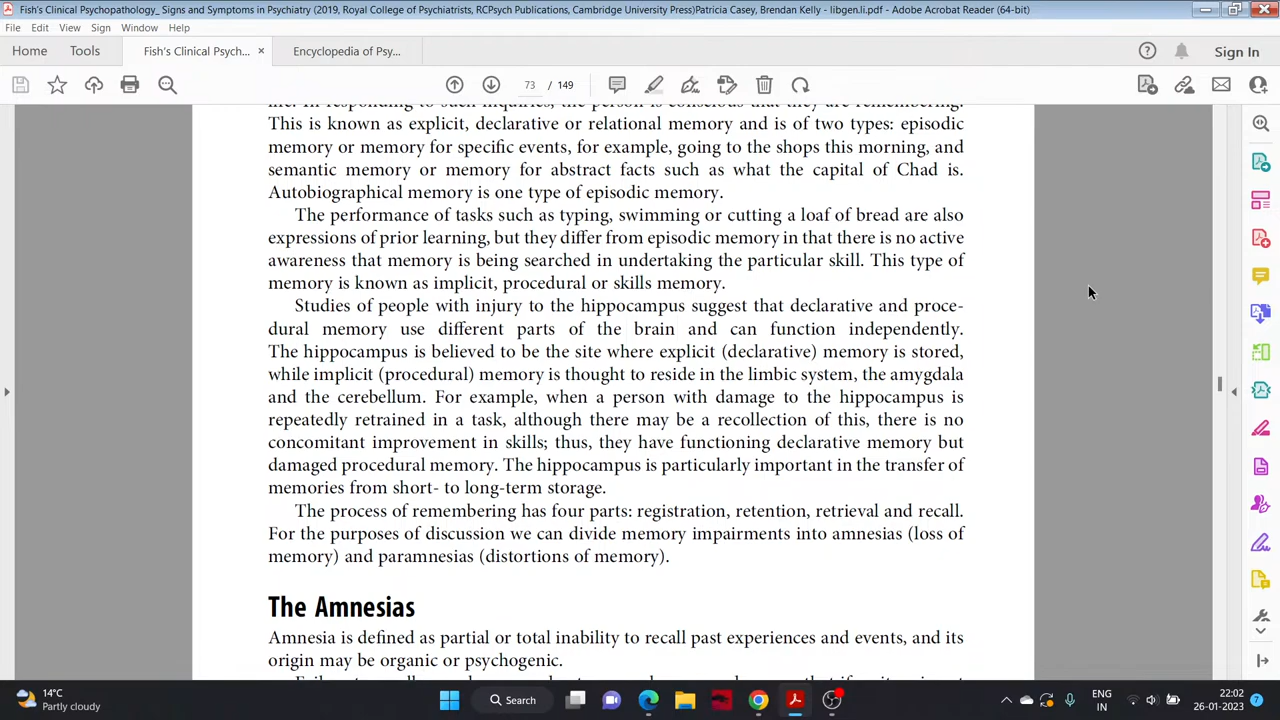 Fish's Clinical Psychopathology_ Signs and Symptoms in Psychiatry (2019, Royal College of Psychiatrists, RCPsych Publications, Cambridge University Press)Patricia Casey, Brendan Kelly - libgen.li.pdf - Adobe Acrobat Reader (64-bit)
File Edit View Sign Window Help
Home Tools Fish's Clinical Psych... × Encyclopedia of Psy... Sign In
73 / 149
life. In responding to such inquiries, the person is conscious that they are remembering.
This is known as explicit, declarative or relational memory and is of two types: episodic
memory or memory for specific events, for example, going to the shops this morning, and
semantic memory or memory for abstract facts such as what the capital of Chad is.
Autobiographical memory is one type of episodic memory.
The performance of tasks such as typing, swimming or cutting a loaf of bread are also
expressions of prior learning, but they differ from episodic memory in that there is no active
awareness that memory is being searched in undertaking the particular skill. This type of
memory is known as implicit, procedural or skills memory.
Studies of people with injury to the hippocampus suggest that declarative and proce-
dural memory use different parts of the brain and can function independently.
The hippocampus is believed to be the site where explicit (declarative) memory is stored,
while implicit (procedural) memory is thought to reside in the limbic system, the amygdala
and the cerebellum. For example, when a person with damage to the hippocampus is
repeatedly retrained in a task, although there may be a recollection of this, there is no
concomitant improvement in skills; thus, they have functioning declarative memory but
damaged procedural memory. The hippocampus is particularly important in the transfer of
memories from short- to long-term storage.
The process of remembering has four parts: registration, retention, retrieval and recall.
For the purposes of discussion we can divide memory impairments into amnesias (loss of
memory) and paramnesias (distortions of memory).
The Amnesias
Amnesia is defined as partial or total inability to recall past experiences and events, and its
origin may be organic or psychogenic.
14°C
Partly cloudy
Search
ENG
IN
22:02
26-01-2023